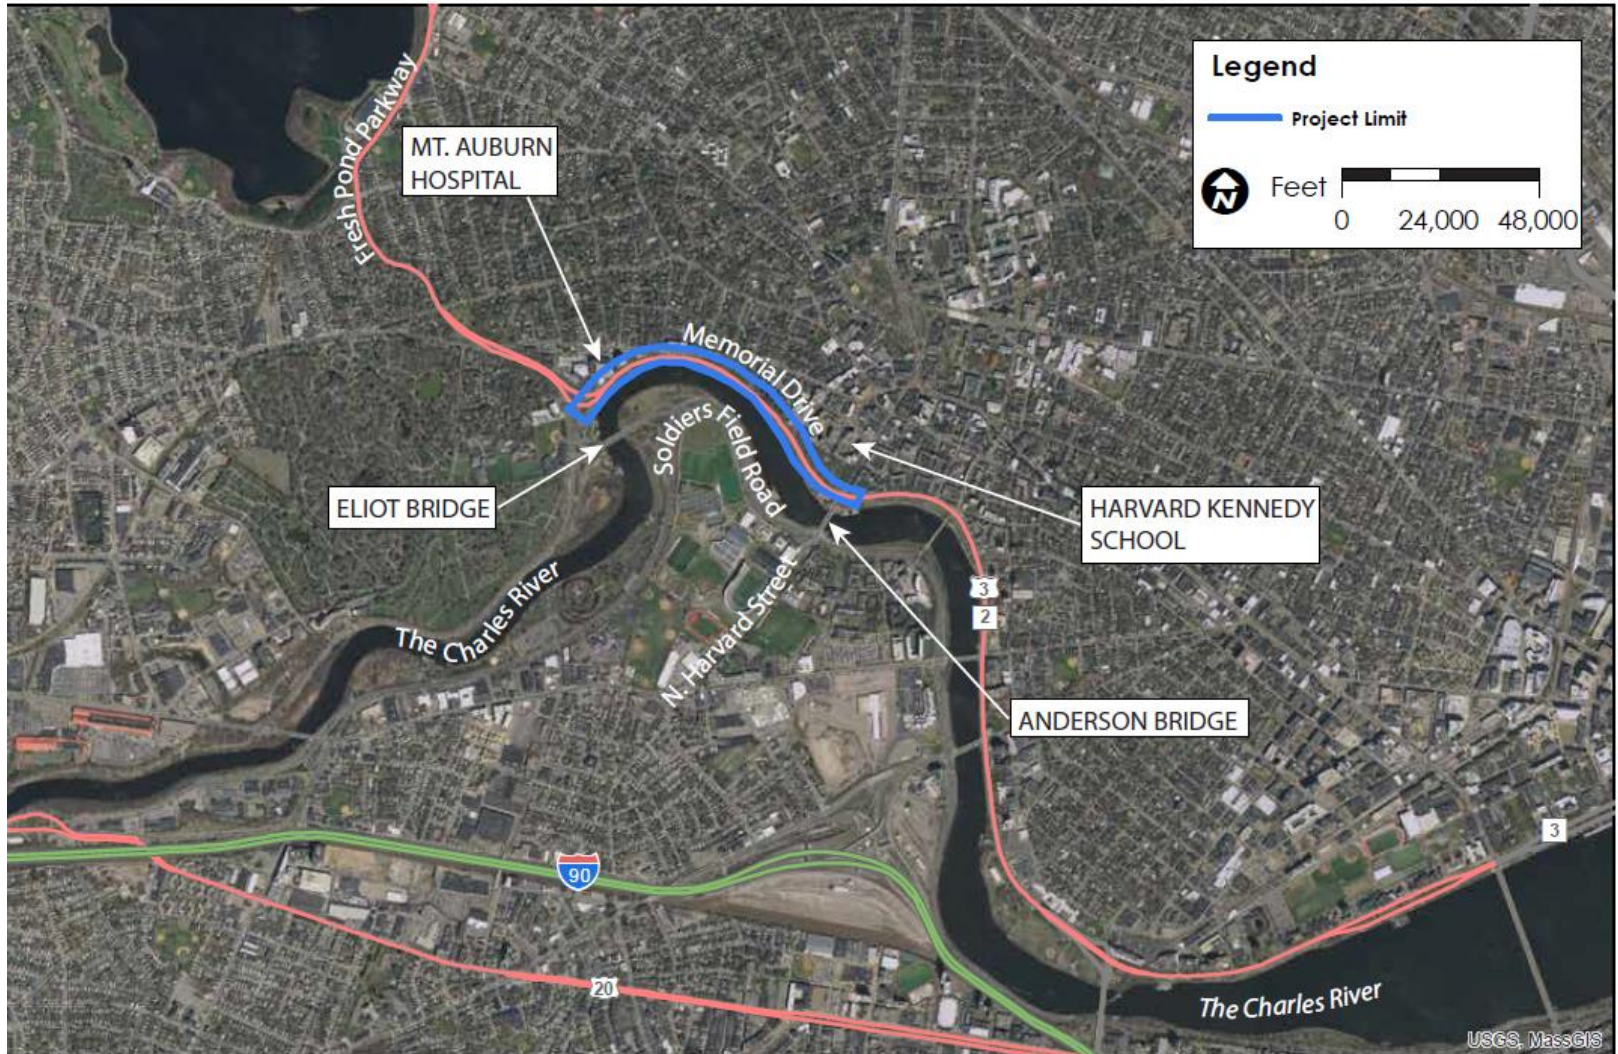 Legend
Project Limit
N
Feet
0 24,000 48,000
Fresh Pond Parkway
MT. AUBURN
HOSPITAL
Memorial Drive
Soldiers Field Road
ELIOT BRIDGE
HARVARD KENNEDY
SCHOOL
The Charles River
N. Harvard Street
3
2
ANDERSON BRIDGE
3
90
20
The Charles River
USGS, MassGIS